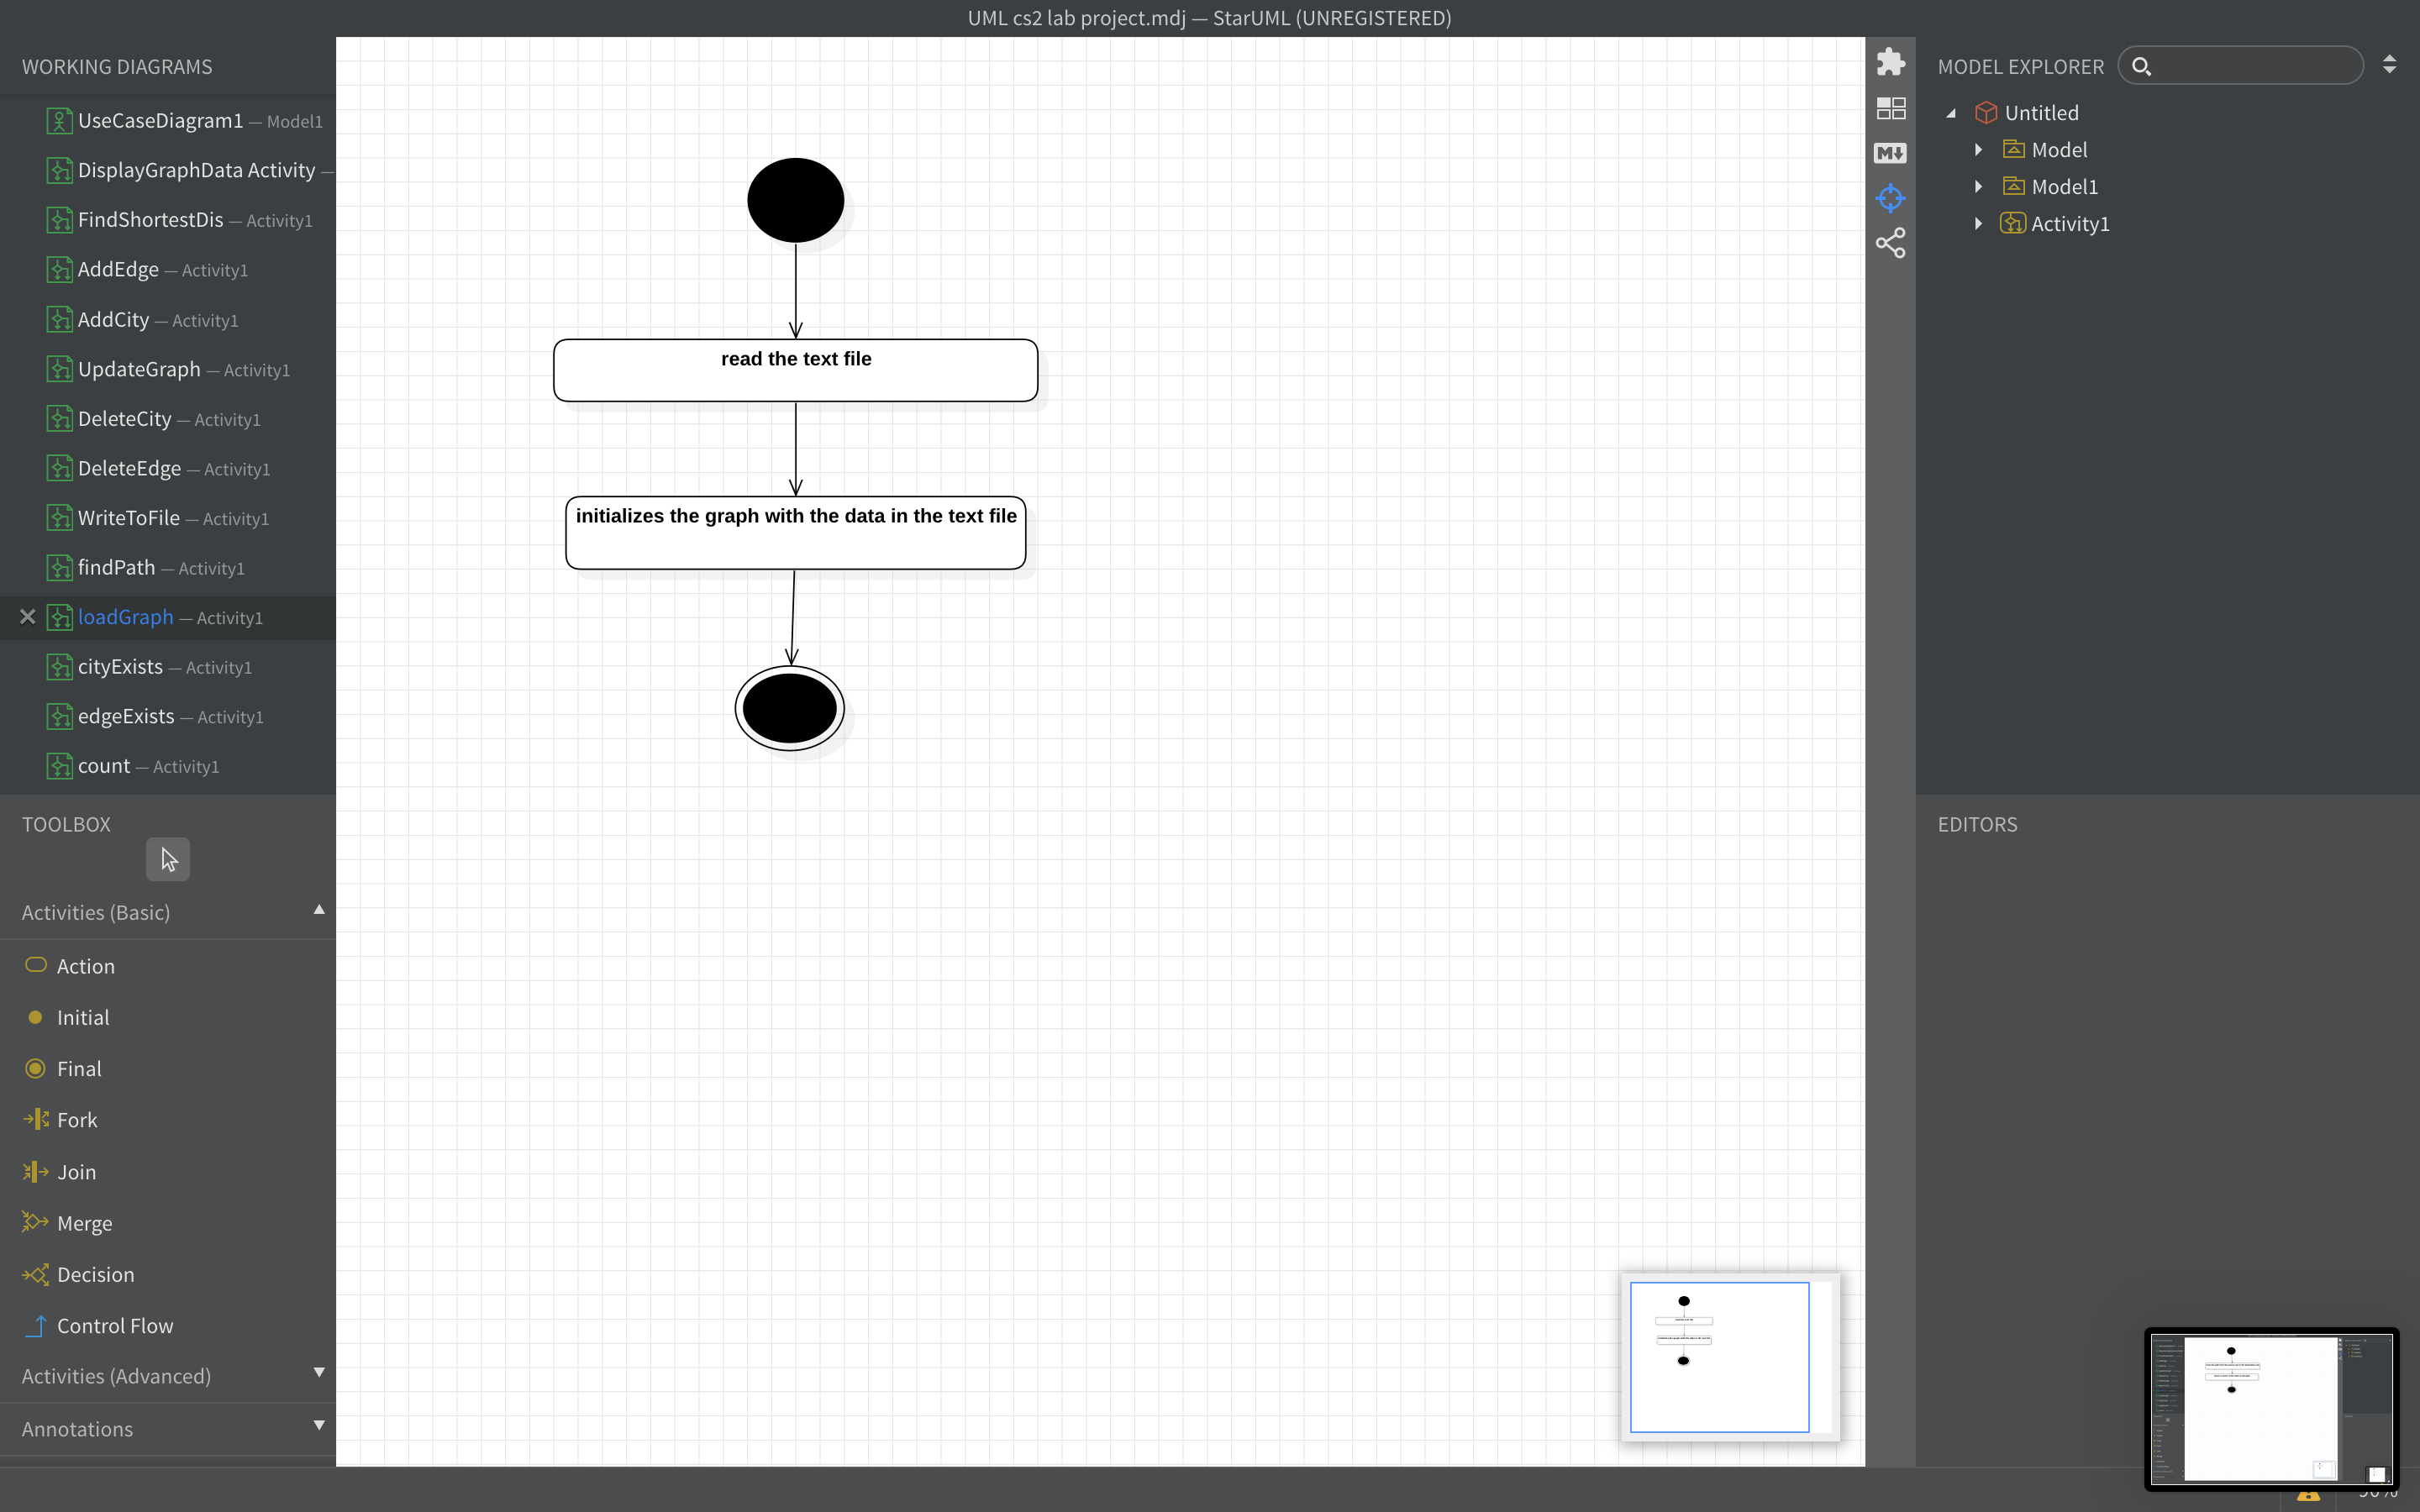 UML cs2 lab project.mdj — StarUML (UNREGISTERED)
WORKING DIAGRAMS
UseCaseDiagram1 — Model1
DisplayGraphData Activity —
FindShortestDis — Activity1
AddEdge — Activity1
AddCity — Activity1
UpdateGraph — Activity1
DeleteCity — Activity1
DeleteEdge — Activity1
WriteToFile — Activity1
findPath — Activity1
loadGraph — Activity1
cityExists — Activity1
edgeExists — Activity1
count — Activity1
TOOLBOX
Activities (Basic)
Action
Initial
Final
Fork
Join
Merge
Decision
Control Flow
Activities (Advanced)
Annotations
read the text file
initializes the graph with the data in the text file
M
MODEL EXPLORER
Untitled
Model
Model1
Activity1
EDITORS